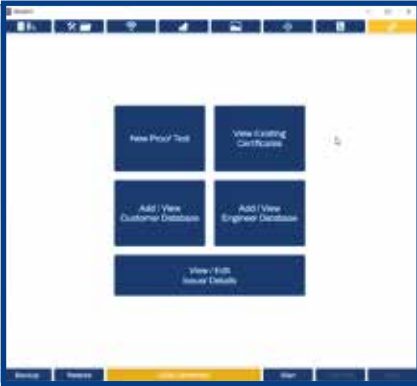 New Proof Test
View Existing
Certificates
Add / View
Customer Database
Add / View
Engineer Database
View / Edit
Issuer Details
Backup
Restore
Start